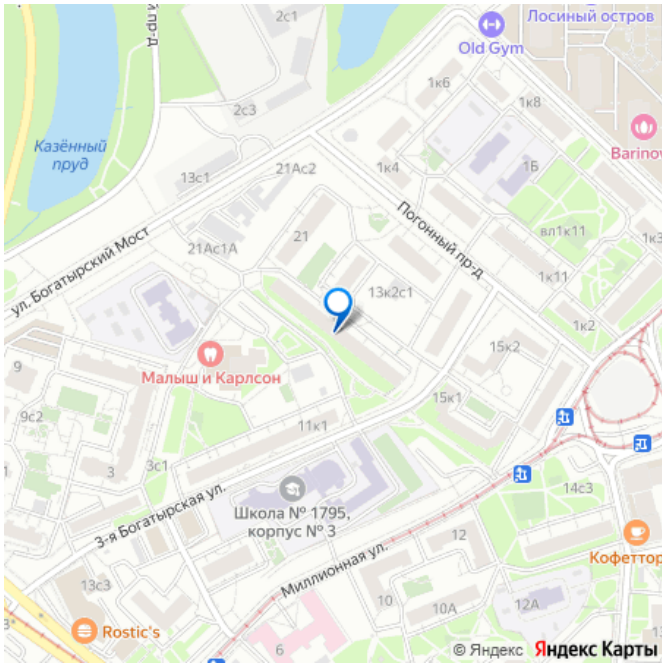 2с1
Лосиный остров
Old Gym
й пр-д
1к6
1к8
2с3
Казённый
пруд
Barinov
1Б
13с1
21Ас2
1к4
Погонный пр-д
вл1к11
1к3
21
21Ас1А
ул. Богатырский Мост
1к11
13к2с1
1к2
15к2
9
Малыш и Карлсон
15к1
9с2
11к1
3
3с1
1
Школа № 1795,
корпус № 3
14с3
3-я Богатырская ул.
12
Кофеттор
Миллионная ул.
13с3
10
10А
12А
Rostic's
6
© Яндекс Яндекс Карты